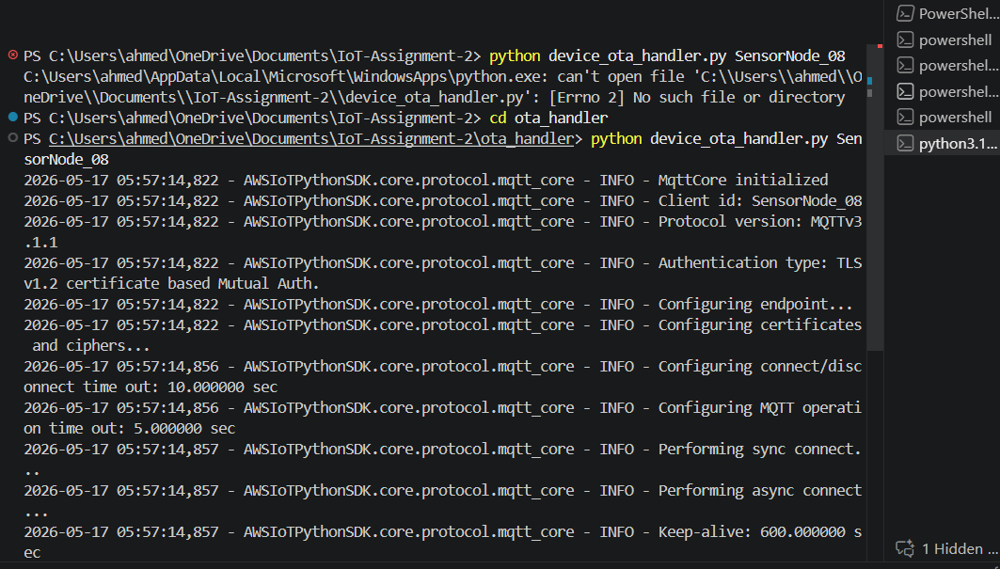 PS C:\Users\ahmed\OneDrive\Documents\IoT-Assignment-2> python device_ota_handler.py SensorNode_08
C:\Users\ahmed\AppData\Local\Microsoft\WindowsApps\python.exe: can't open file 'C:\\Users\\ahmed\\O
neDrive\\Documents\\IoT-Assignment-2\\device_ota_handler.py': [Errno 2] No such file or directory
PS C:\Users\ahmed\OneDrive\Documents\IoT-Assignment-2> cd ota_handler
PS C:\Users\ahmed\OneDrive\Documents\IoT-Assignment-2\ota_handler> python device_ota_handler.py Sen
sorNode_08
2026-05-17 05:57:14,822 - AWSIoTPythonSDK.core.protocol.mqtt_core - INFO - MqttCore initialized
2026-05-17 05:57:14,822 - AWSIoTPythonSDK.core.protocol.mqtt_core - INFO - Client id: SensorNode_08
2026-05-17 05:57:14,822 - AWSIoTPythonSDK.core.protocol.mqtt_core - INFO - Protocol version: MQTTv3
.1.1
2026-05-17 05:57:14,822 - AWSIoTPythonSDK.core.protocol.mqtt_core - INFO - Authentication type: TLS
v1.2 certificate based Mutual Auth.
2026-05-17 05:57:14,822 - AWSIoTPythonSDK.core.protocol.mqtt_core - INFO - Configuring endpoint...
2026-05-17 05:57:14,822 - AWSIoTPythonSDK.core.protocol.mqtt_core - INFO - Configuring certificates
 and ciphers...
2026-05-17 05:57:14,856 - AWSIoTPythonSDK.core.protocol.mqtt_core - INFO - Configuring connect/disc
onnect time out: 10.000000 sec
2026-05-17 05:57:14,856 - AWSIoTPythonSDK.core.protocol.mqtt_core - INFO - Configuring MQTT operati
on time out: 5.000000 sec
2026-05-17 05:57:14,857 - AWSIoTPythonSDK.core.protocol.mqtt_core - INFO - Performing sync connect.
..
2026-05-17 05:57:14,857 - AWSIoTPythonSDK.core.protocol.mqtt_core - INFO - Performing async connect
...
2026-05-17 05:57:14,857 - AWSIoTPythonSDK.core.protocol.mqtt_core - INFO - Keep-alive: 600.000000 s
ec
PowerShel...
powershell
powershel...
powershel...
powershell
python3.1...
1 Hidden ...